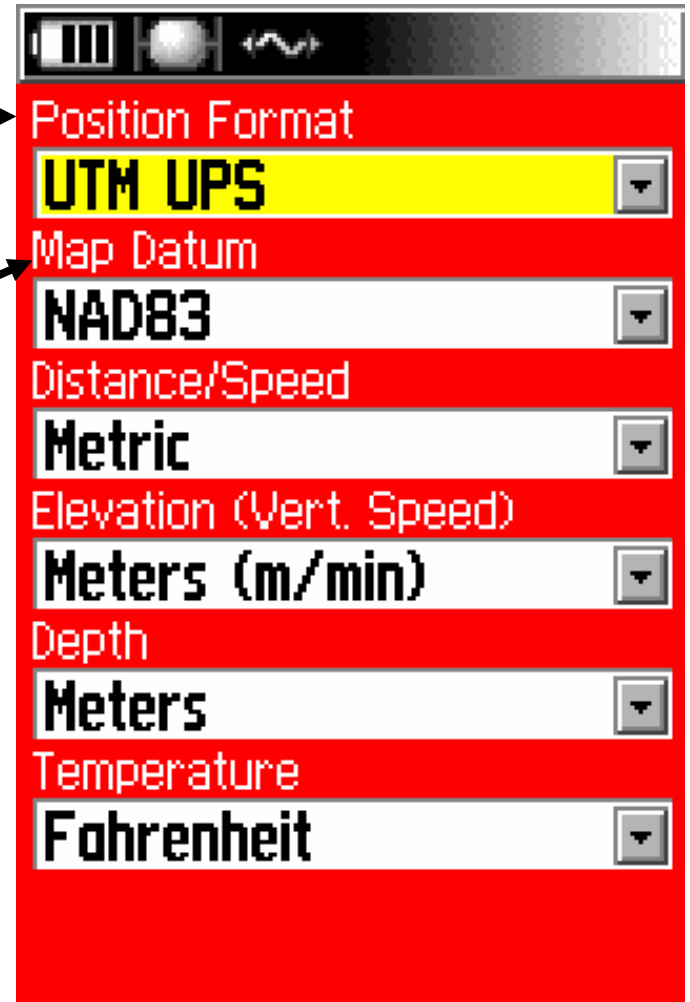 Position Format
UTM UPS
Map Datum
NAD83
Distance/Speed
Metric
Elevation (Vert. Speed)
Meters (m/min)
Depth
Meters
Temperature
Fahrenheit